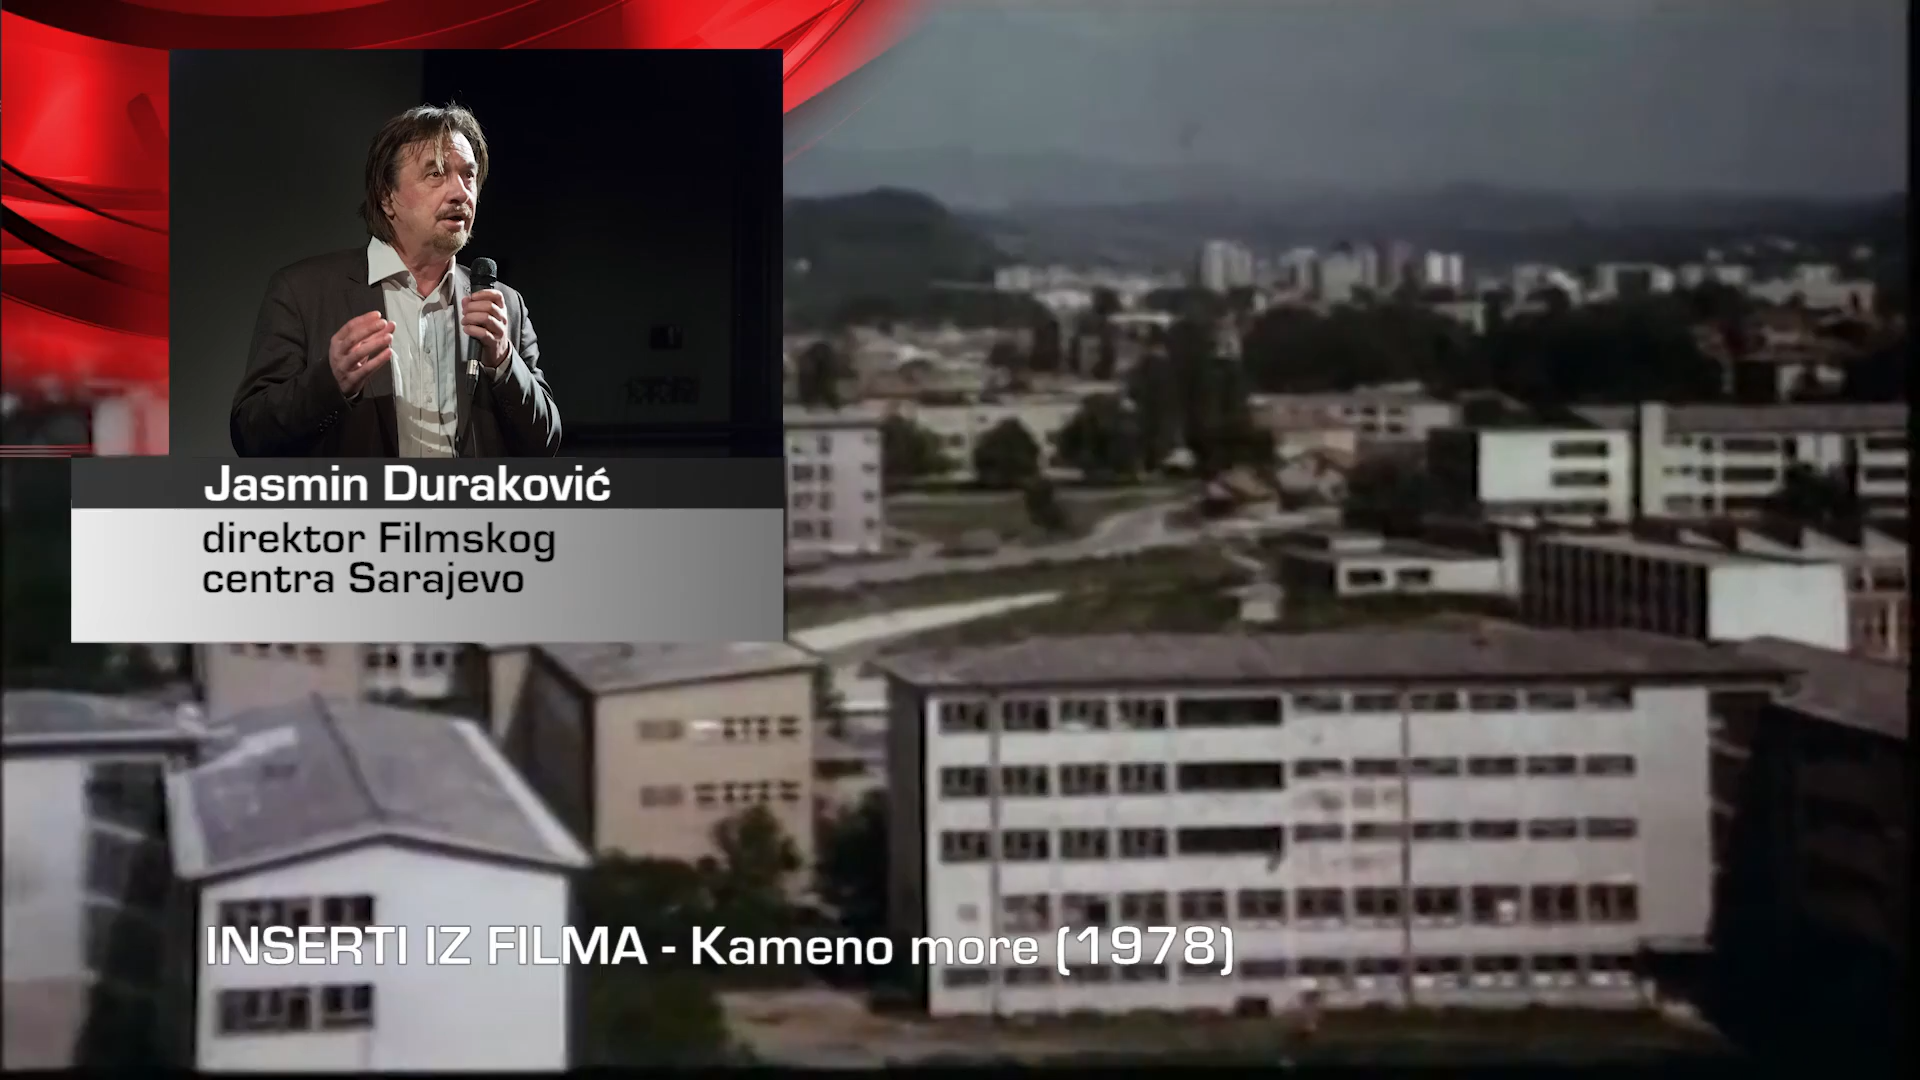 Jasmin Duraković
direktor Filmskog
centra Sarajevo
INSERTI IZ FILMA - Kameno more (1978)